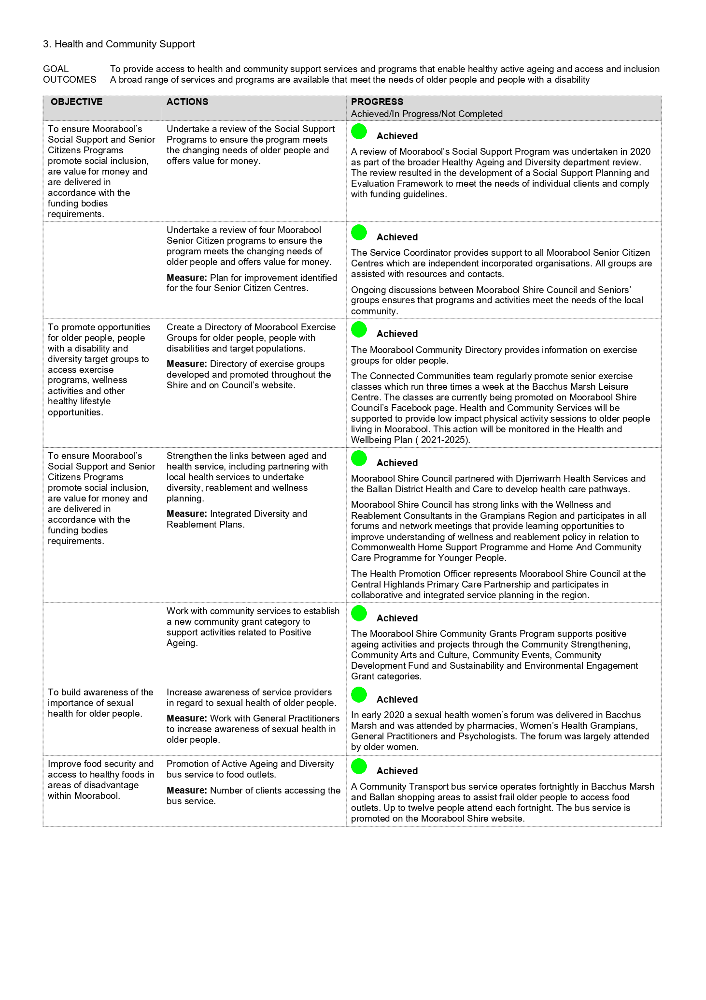 3. Health and Community Support
GOAL To provide access to health and community support services and programs that enable healthy active ageing and access and inclusion
OUTCOMES A broad range of services and programs are available that meet the needs of older people and people with a disability
OBJECTIVE
ACTIONS
PROGRESS
Achieved/In Progress/Not Completed
To ensure Moorabool’s
Social Support and Senior
Citizens Programs
promote social inclusion,
are value for money and
are delivered in
accordance with the
funding bodies
requirements.
Undertake a review of the Social Support
Programs to ensure the program meets
the changing needs of older people and
offers value for money.
Achieved
A review of Moorabool’s Social Support Program was undertaken in 2020
as part of the broader Healthy Ageing and Diversity department review.
The review resulted in the development of a Social Support Planning and
Evaluation Framework to meet the needs of individual clients and comply
with funding guidelines.
Undertake a review of four Moorabool
Senior Citizen programs to ensure the
program meets the changing needs of
older people and offers value for money.
Measure: Plan for improvement identified
for the four Senior Citizen Centres.
Achieved
The Service Coordinator provides support to all Moorabool Senior Citizen
Centres which are independent incorporated organisations. All groups are
assisted with resources and contacts.
Ongoing discussions between Moorabool Shire Council and Seniors’
groups ensures that programs and activities meet the needs of the local
community.
To promote opportunities
for older people, people
with a disability and
diversity target groups to
access exercise
programs, wellness
activities and other
healthy lifestyle
opportunities.
Create a Directory of Moorabool Exercise
Groups for older people, people with
disabilities and target populations.
Measure: Directory of exercise groups
developed and promoted throughout the
Shire and on Council’s website.
Achieved
The Moorabool Community Directory provides information on exercise
groups for older people.
The Connected Communities team regularly promote senior exercise
classes which run three times a week at the Bacchus Marsh Leisure
Centre. The classes are currently being promoted on Moorabool Shire
Council’s Facebook page. Health and Community Services will be
supported to provide low impact physical activity sessions to older people
living in Moorabool. This action will be monitored in the Health and
Wellbeing Plan ( 2021-2025).
To ensure Moorabool’s
Social Support and Senior
Citizens Programs
promote social inclusion,
are value for money and
are delivered in
accordance with the
funding bodies
requirements.
Strengthen the links between aged and
health service, including partnering with
local health services to undertake
diversity, reablement and wellness
planning.
Measure: Integrated Diversity and
Reablement Plans.
Achieved
Moorabool Shire Council partnered with Djerriwarrh Health Services and
the Ballan District Health and Care to develop health care pathways.
Moorabool Shire Council has strong links with the Wellness and
Reablement Consultants in the Grampians Region and participates in all
forums and network meetings that provide learning opportunities to
improve understanding of wellness and reablement policy in relation to
Commonwealth Home Support Programme and Home And Community
Care Programme for Younger People.
The Health Promotion Officer represents Moorabool Shire Council at the
Central Highlands Primary Care Partnership and participates in
collaborative and integrated service planning in the region.
Work with community services to establish
a new community grant category to
support activities related to Positive
Ageing.
Achieved
The Moorabool Shire Community Grants Program supports positive
ageing activities and projects through the Community Strengthening,
Community Arts and Culture, Community Events, Community
Development Fund and Sustainability and Environmental Engagement
Grant categories.
To build awareness of the
importance of sexual
health for older people.
Increase awareness of service providers
in regard to sexual health of older people.
Measure: Work with General Practitioners
to increase awareness of sexual health in
older people.
Achieved
In early 2020 a sexual health women’s forum was delivered in Bacchus
Marsh and was attended by pharmacies, Women’s Health Grampians,
General Practitioners and Psychologists. The forum was largely attended
by older women.
Improve food security and
access to healthy foods in
areas of disadvantage
within Moorabool.
Promotion of Active Ageing and Diversity
bus service to food outlets.
Measure: Number of clients accessing the
bus service.
Achieved
A Community Transport bus service operates fortnightly in Bacchus Marsh
and Ballan shopping areas to assist frail older people to access food
outlets. Up to twelve people attend each fortnight. The bus service is
promoted on the Moorabool Shire website.